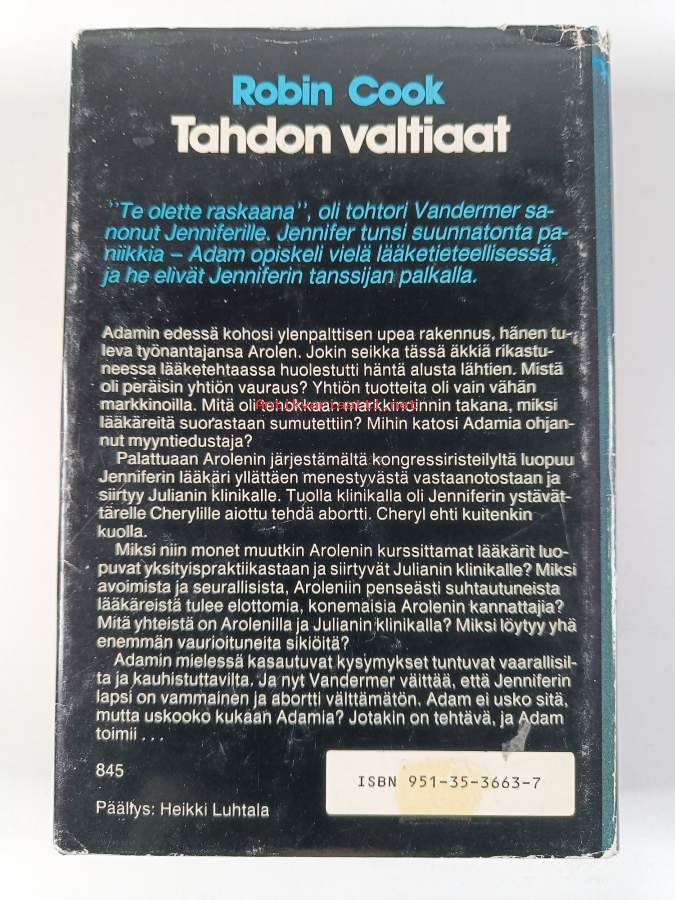 Robin Cook
Tahdon valtiaat
"Te olette raskaana", oli tohtori Vandermer sa-
nonut Jenniferille. Jennifer tunsi suunnatonta pa-
niikkia – Adam opiskeli vielä lääketieteellisessä,
ja he elivät Jenniferin tanssijan palkalla.
Adamin edessä kohosi ylenpalttisen upea rakennus, hänen tu-
leva työnantajansa Arolen. Jokin seikka tässä äkkiä rikastu-
neessa lääketehtaassa huolestutti häntä alusta lähtien. Mistä
oli peräisin yhtiön vauraus? Yhtiön tuotteita oli vain vähän
markkinoilla. Mitä oli tehokkaan markkinoinnin takana, miksi
lääkäreitä suorastaan sumutettiin? Mihin katosi Adamia ohjan-
nut myyntiedustaja?
Palattuaan Arolenin järjestämältä kongressiristeilyltä luopuu
Jenniferin lääkäri yllättäen menestyvästä vastaanotostaan ja
siirtyy Julianin klinikalle. Tuolla klinikalla oli Jenniferin ystävät-
tärelle Cherylille aiottu tehdä abortti. Cheryl ehti kuitenkin
kuolla.
Miksi niin monet muutkin Arolenin kurssittamat lääkärit luo-
puvat yksityispraktiikastaan ja siirtyvät Julianin klinikalle? Miksi
avoimista ja seurallisista, Aroleniin penseästi suhtautuneista
lääkäreistä tulee elottomia, konemaisia Arolenin kannattajia?
Mitä yhteistä on Arolenilla ja Julianin klinikalla? Miksi löytyy yhä
enemmän vaurioituneita sikiöitä?
Adamin mielessä kasautuvat kysymykset tuntuvat vaarallisil-
ta ja kauhistuttavilta. Ja nyt Vandermer väittää, että Jenniferin
lapsi on vammainen ja abortti välttämätön. Adam ei usko sitä,
mutta uskooko kukaan Adamia? Jotakin on tehtävä, ja Adam
toimii . . .
845
ISBN 951-35-3663-7
Päällys: Heikki Luhtala